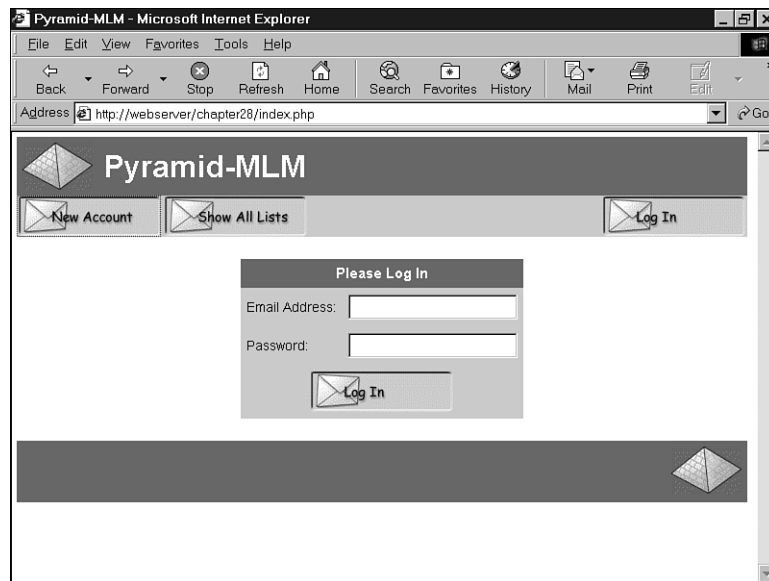 Pyramid-MLM - Microsoft Internet Explorer
File Edit View Favorites Tools Help
Back Forward Stop Refresh Home Search Favorites History Mail Print Edit
Address http://webserver/chapter28/index.php Go
Pyramid-MLM
New Account Show All Lists Log In
Please Log In
Email Address:
Password:
Log In